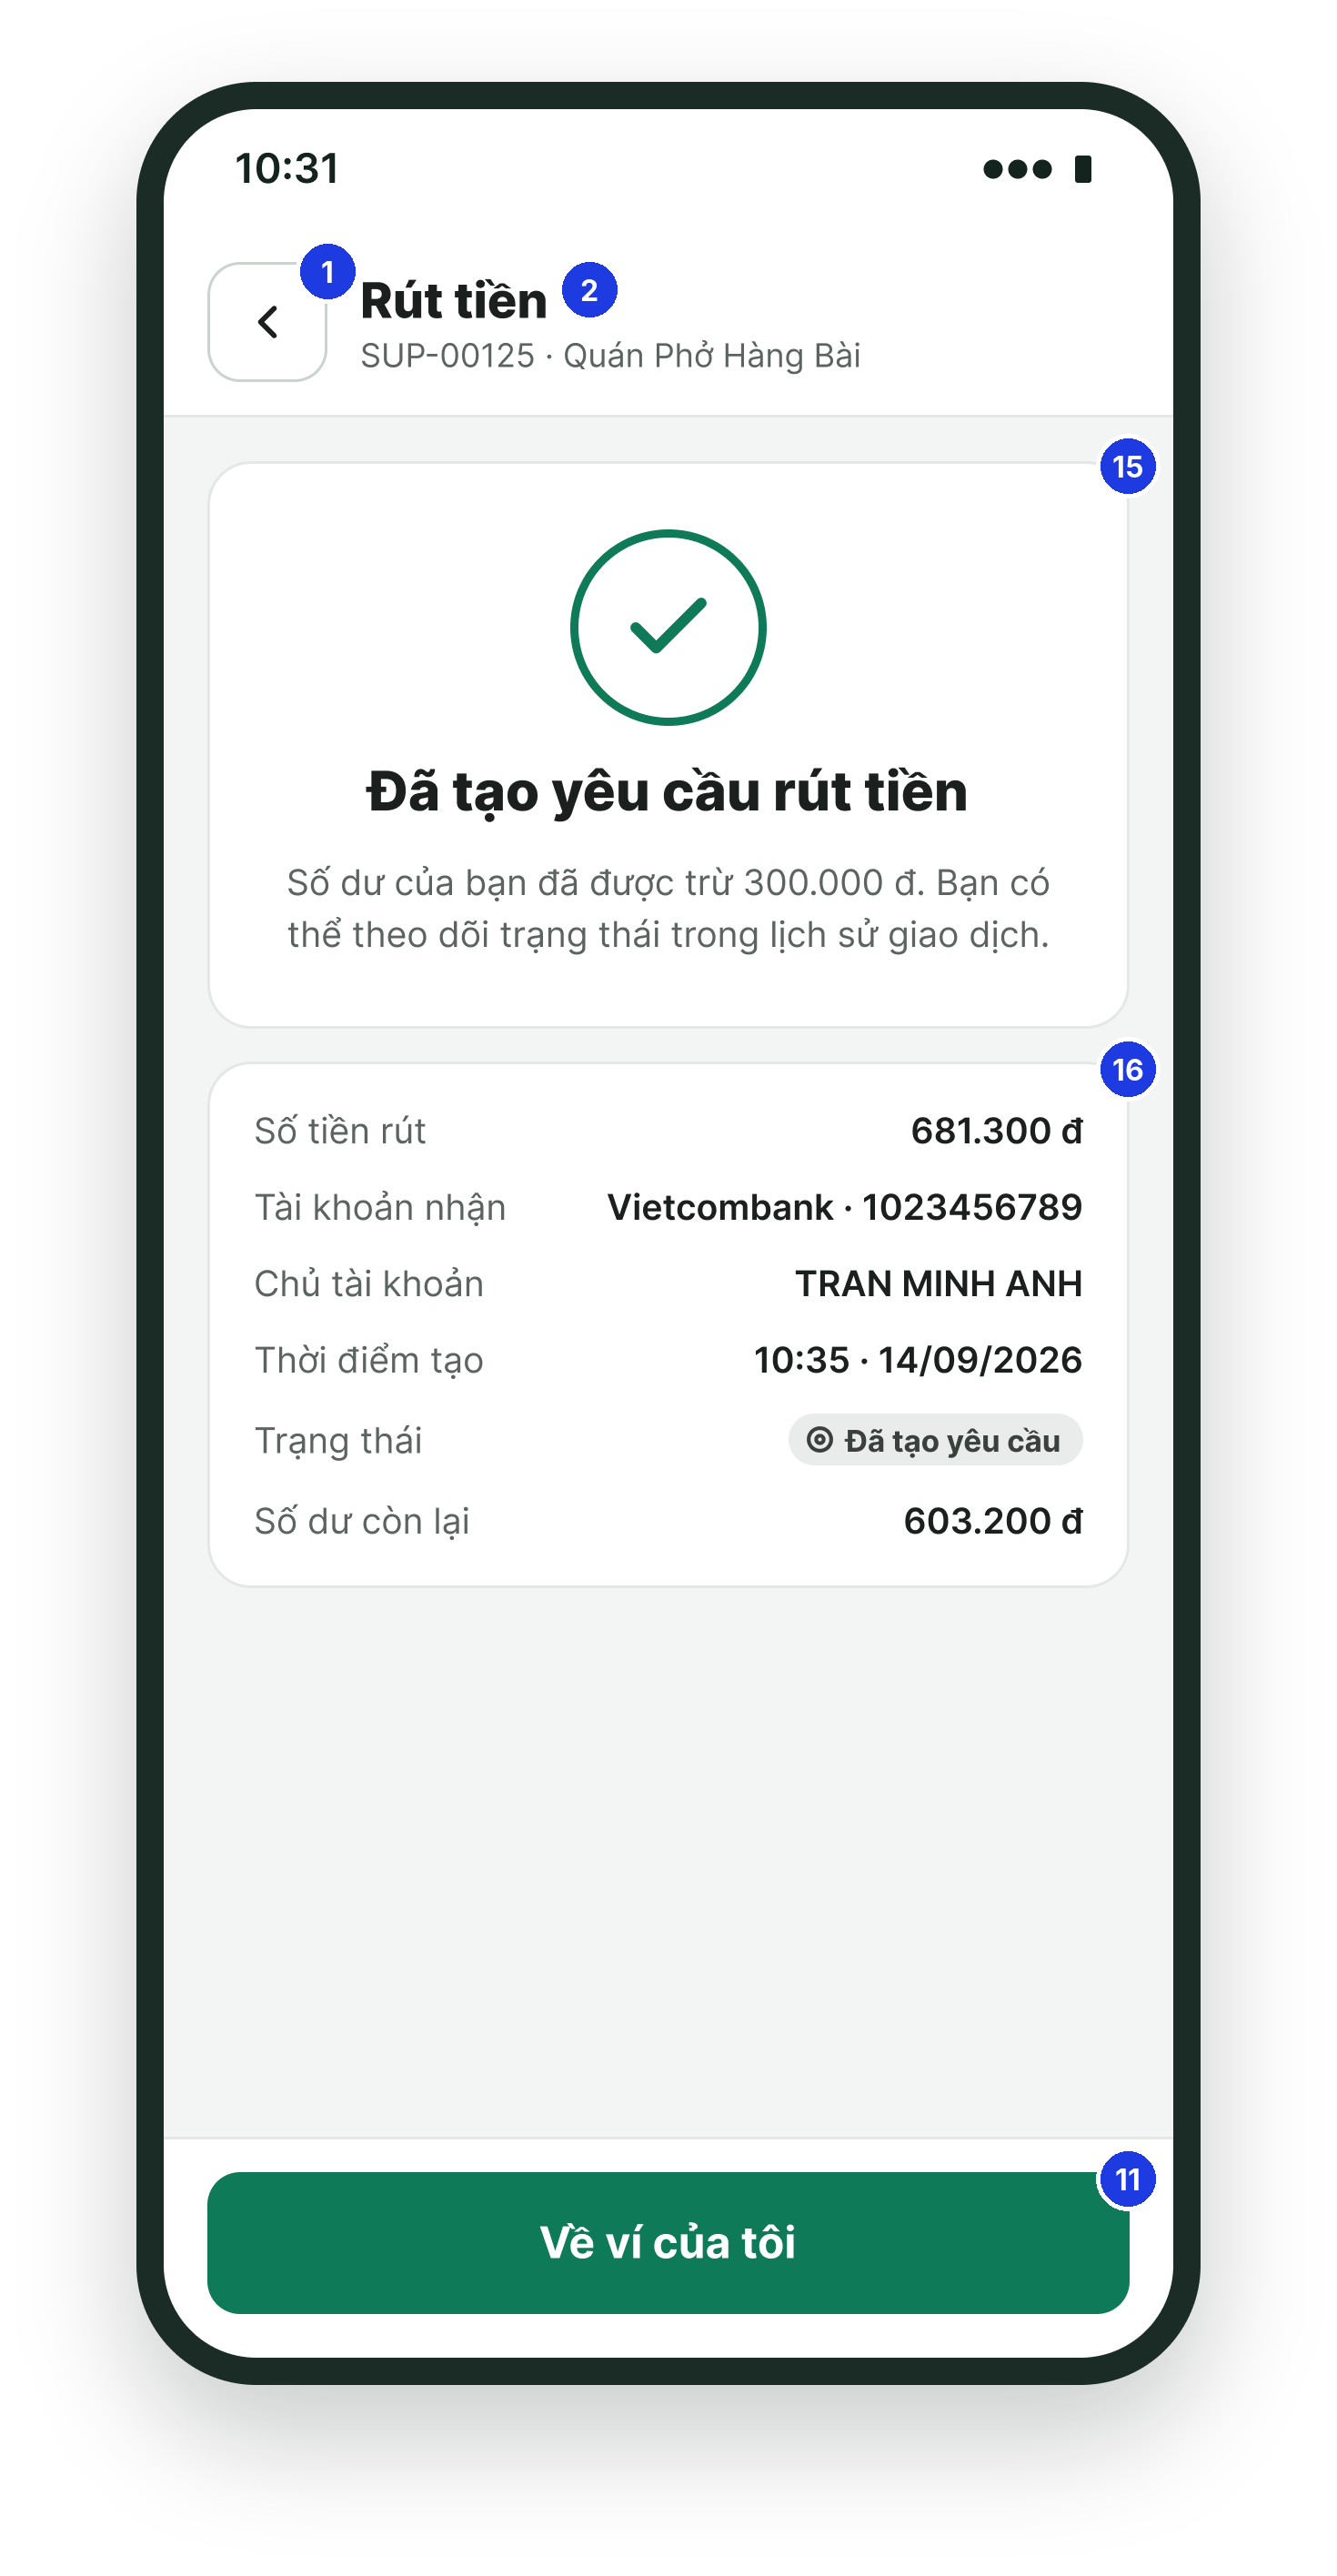 10:31
1
Rút tiền 2
SUP-00125 · Quán Phở Hàng Bài
15
Đã tạo yêu cầu rút tiền
Số dư của bạn đã được trừ 300.000 đ. Bạn có
thể theo dõi trạng thái trong lịch sử giao dịch.
16
Số tiền rút 681.300 đ
Tài khoản nhận Vietcombank · 1023456789
Chủ tài khoản TRAN MINH ANH
Thời điểm tạo 10:35 · 14/09/2026
Trạng thái Đã tạo yêu cầu
Số dư còn lại 603.200 đ
11
Về ví của tôi